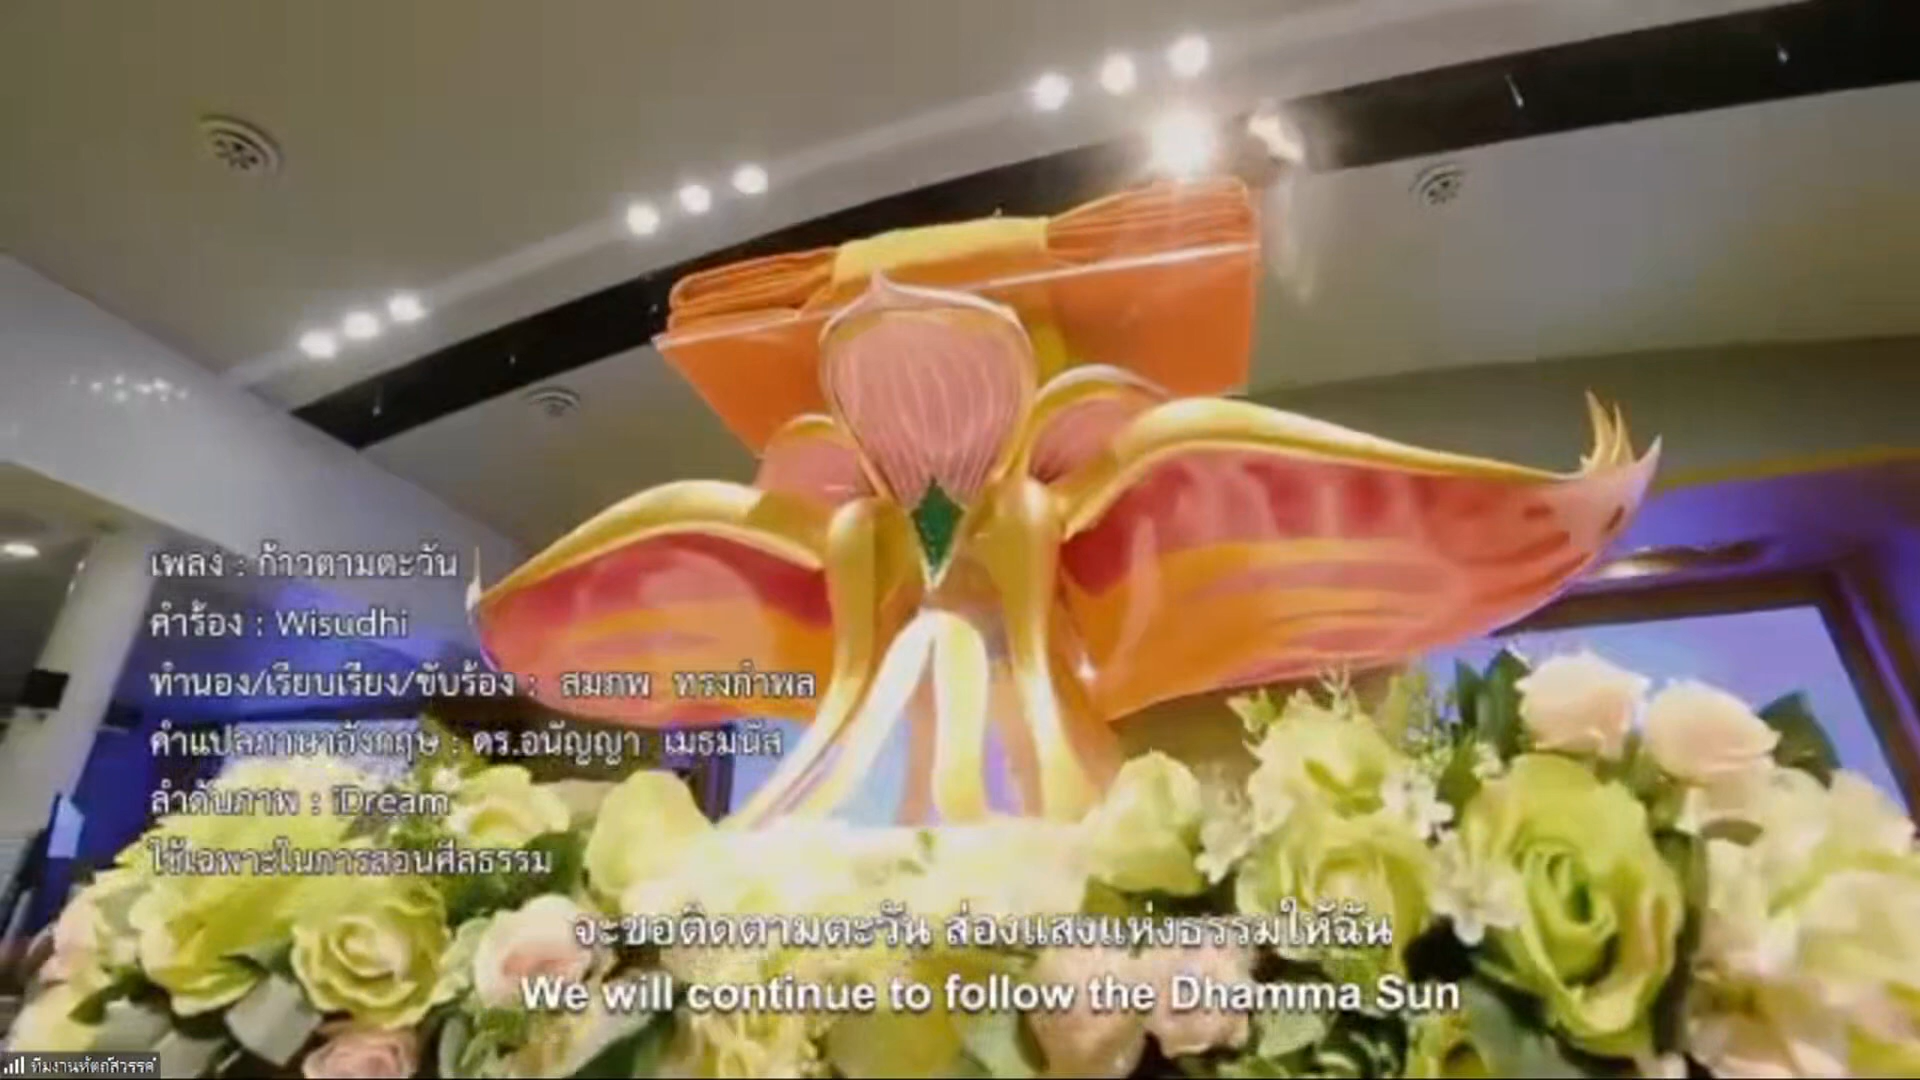 เพลง : ก้าวตามตะวัน
คำร้อง : Wisudhi
ทำนอง/เรียบเรียง/ขับร้อง : สมภพ ทรงกำพล
คำแปลภาษาอังกฤษ : ดร.อนัญญา เมธมนัส
ลำดับภาพ : iDream
ใช้เฉพาะในการสอนศีลธรรม
จะขอติดตามตะวัน ส่องแสงแห่งธรรมให้ฉัน
We will continue to follow the Dhamma Sun
ทีมงานหัตถ์สวรรค์